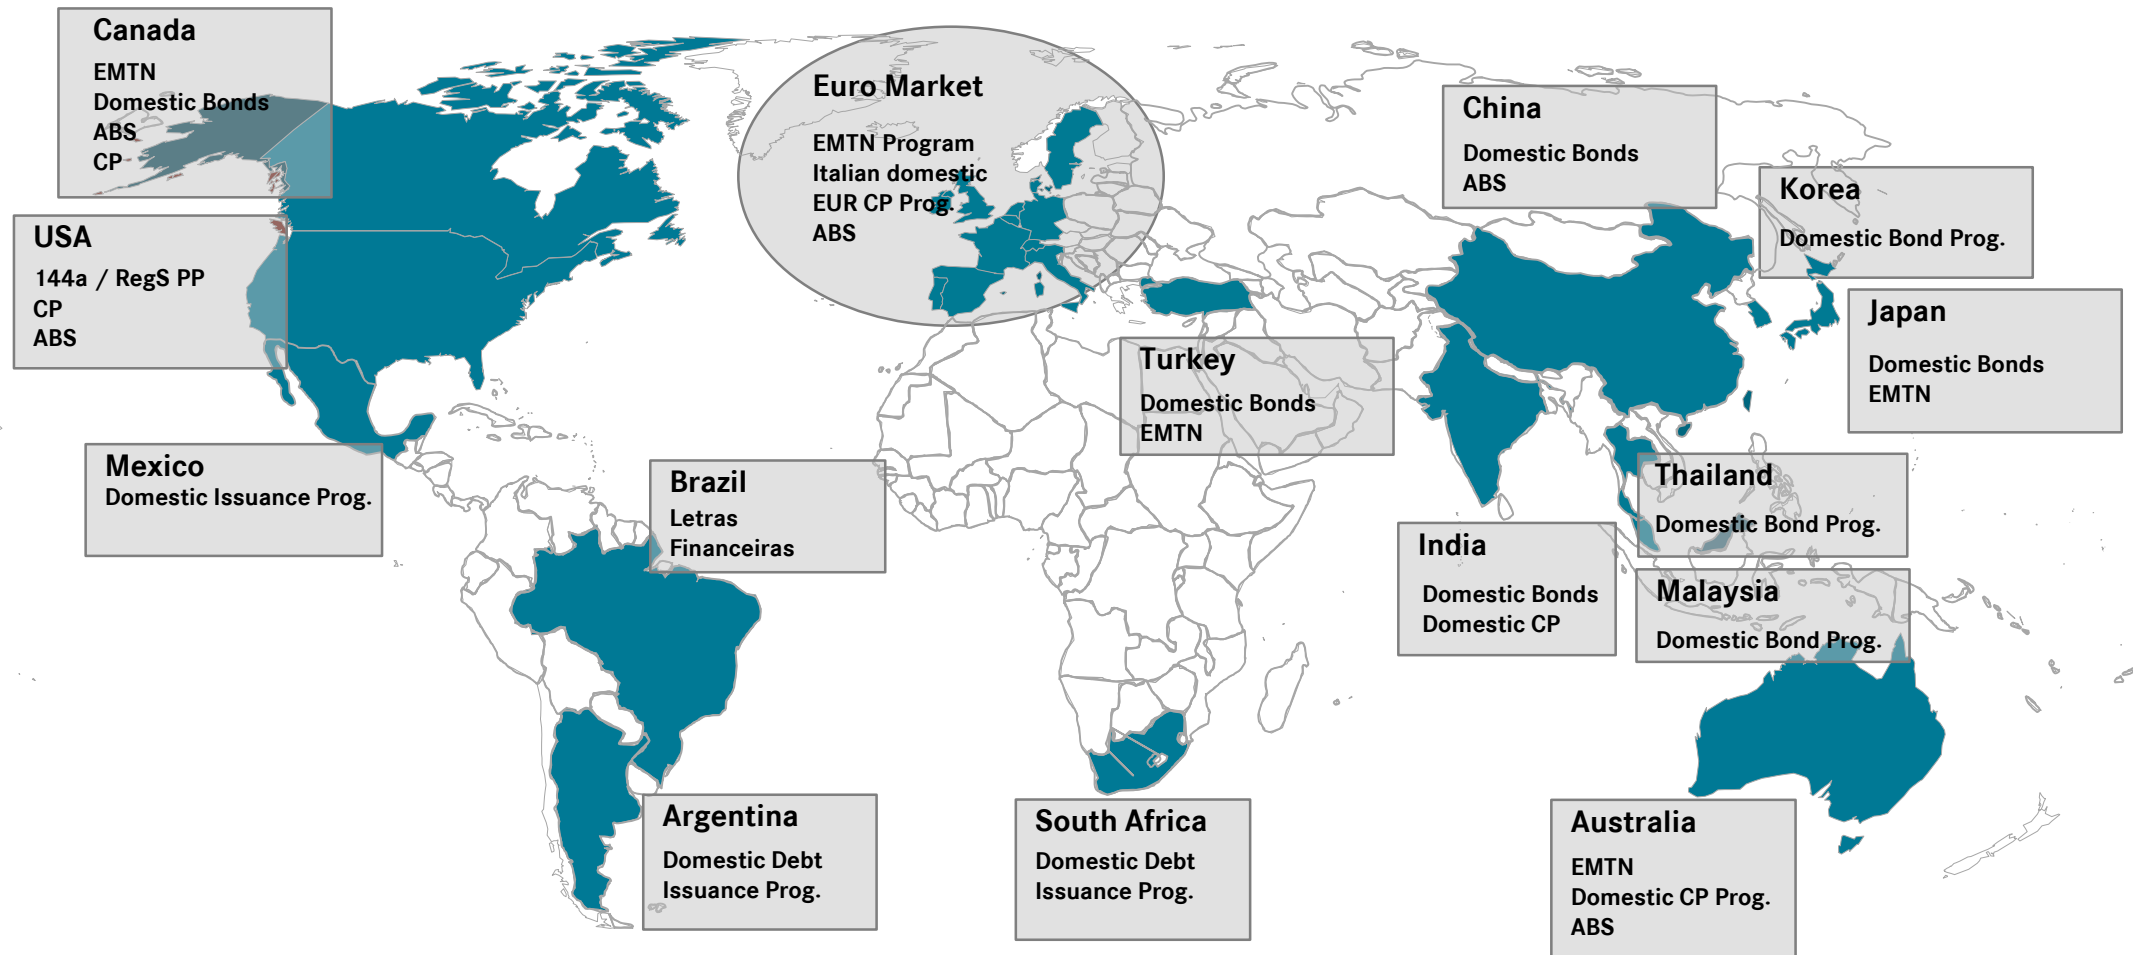 Canada
EMTN
Domestic Bonds
ABS
CP
USA
144a / RegS PP
CP
ABS
Mexico
Domestic Issuance Prog.
Brazil
Letras
Financeiras
Argentina
Domestic Debt
Issuance Prog.
Euro Market
EMTN Program
Italian domestic
EUR CP Prog.
ABS
Turkey
Domestic Bonds
EMTN
South Africa
Domestic Debt
Issuance Prog.
China
Domestic Bonds
ABS
Korea
Domestic Bond Prog.
Japan
Domestic Bonds
EMTN
Thailand
Domestic Bond Prog.
India
Domestic Bonds
Domestic CP
Malaysia
Domestic Bond Prog.
Australia
EMTN
Domestic CP Prog.
ABS